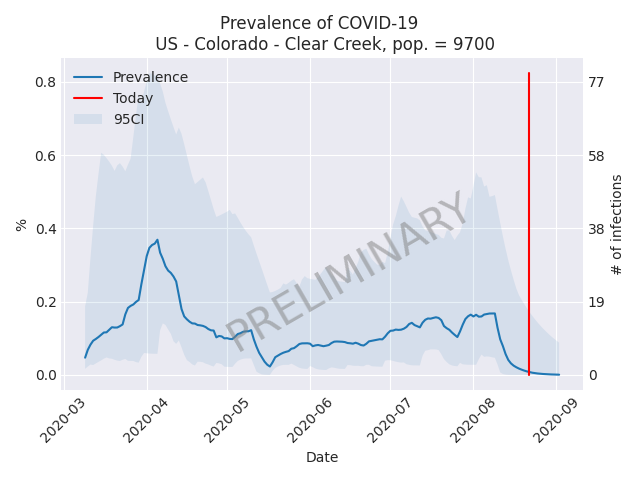 Prevalence of COVID-19
US - Colorado - Clear Creek, pop. = 9700
Prevalence
Today
95CI
PRELIMINARY
%
0.8
0.6
0.4
0.2
0.0
77
58
38
19
0
# of infections
2020-03
2020-04
2020-05
2020-06
2020-07
2020-08
2020-09
Date